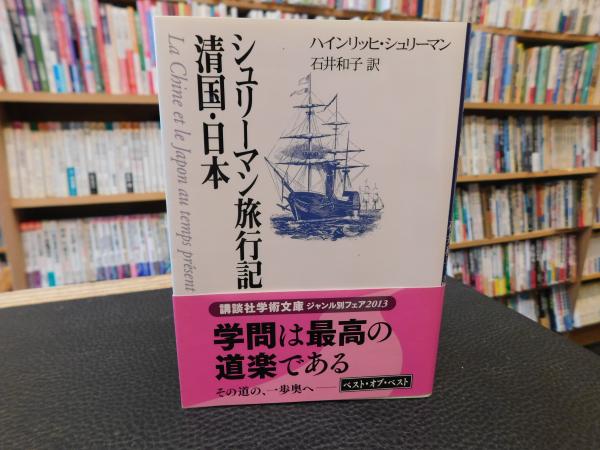 ハインリッヒ・シュリーマン
石井和子 訳
シュリーマン旅行記
清国・日本
La Chine et le Japon au temps présent
講談社学術文庫 ジャンル別フェア2013
学問は最高の
道楽である
その道の、一歩奥へ——
ベスト・オブ・ベスト